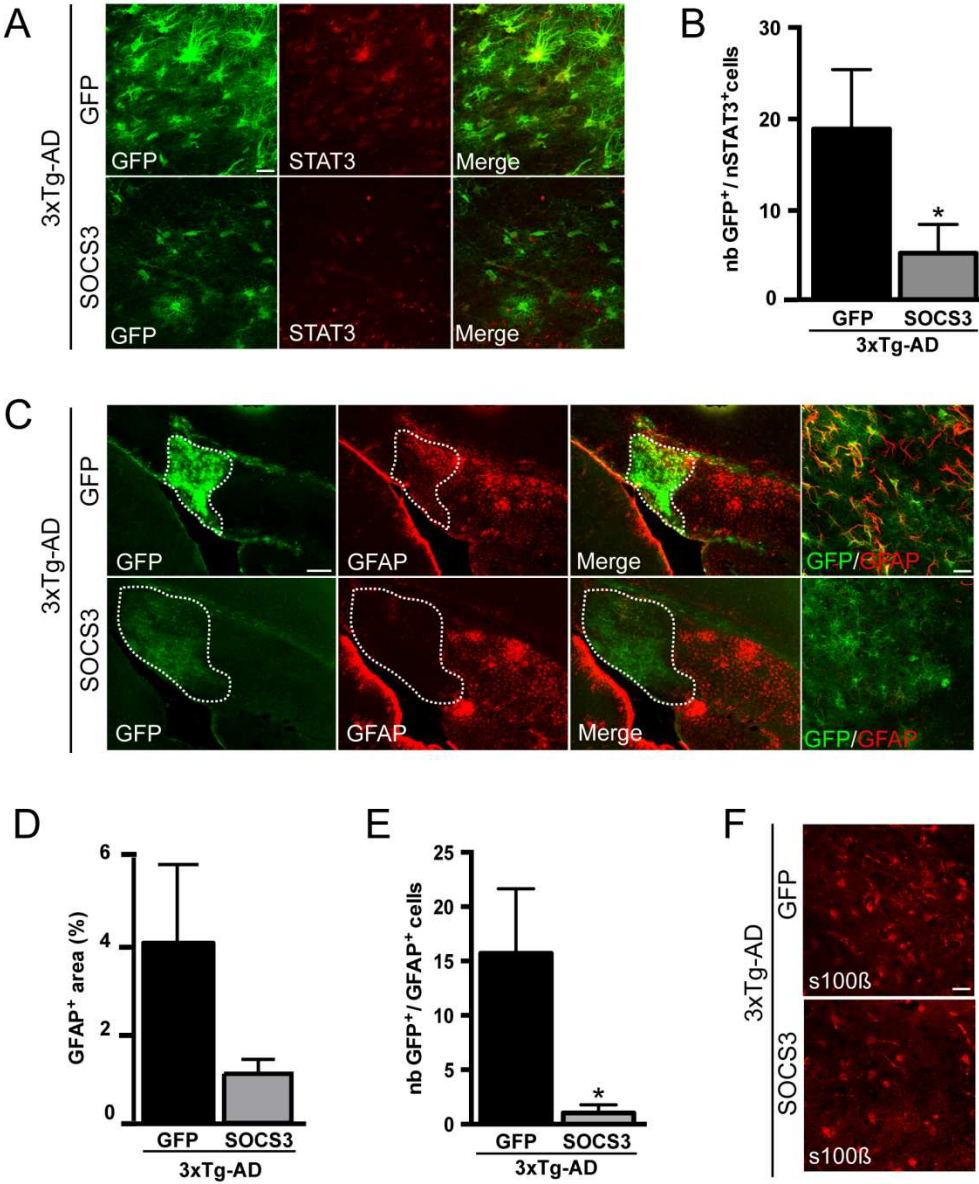 A
3xTg-AD
GFP
GFP
STAT3
Merge
SOCS3
GFP
STAT3
Merge
B
nb GFP⁺/ nSTAT3⁺cells
30
20
10
0
*
GFP
SOCS3
3xTg-AD
C
3xTg-AD
GFP
GFP
GFAP
Merge
GFP/GFAP
SOCS3
GFP
GFAP
Merge
GFP/GFAP
D
GFAP⁺ area (%)
6
4
2
0
GFP
SOCS3
3xTg-AD
E
nb GFP⁺/ GFAP⁺ cells
25
20
15
10
5
0
*
GFP
SOCS3
3xTg-AD
F
3xTg-AD
GFP
s100ß
SOCS3
s100ß